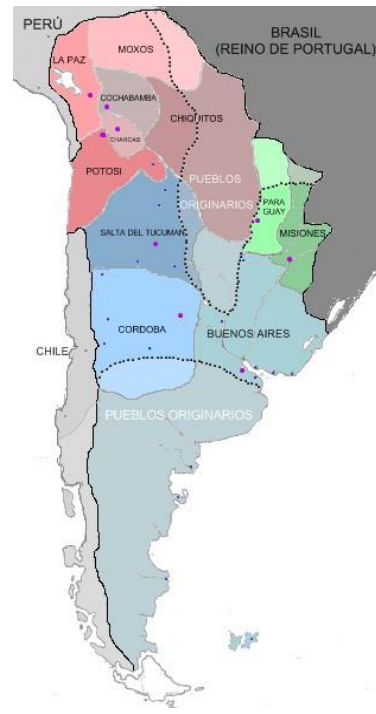 PERÚ
BRASIL
(REINO DE PORTUGAL)
MOXOS
LA PAZ
COCHABAMBA
CHIQUITOS
CHARCAS
POTOSI
PUEBLOS
ORIGINARIOS
PARA
GUAY
MISIONES
SALTA DEL TUCUMAN
CORDOBA
BUENOS AIRES
CHILE
PUEBLOS ORIGINARIOS